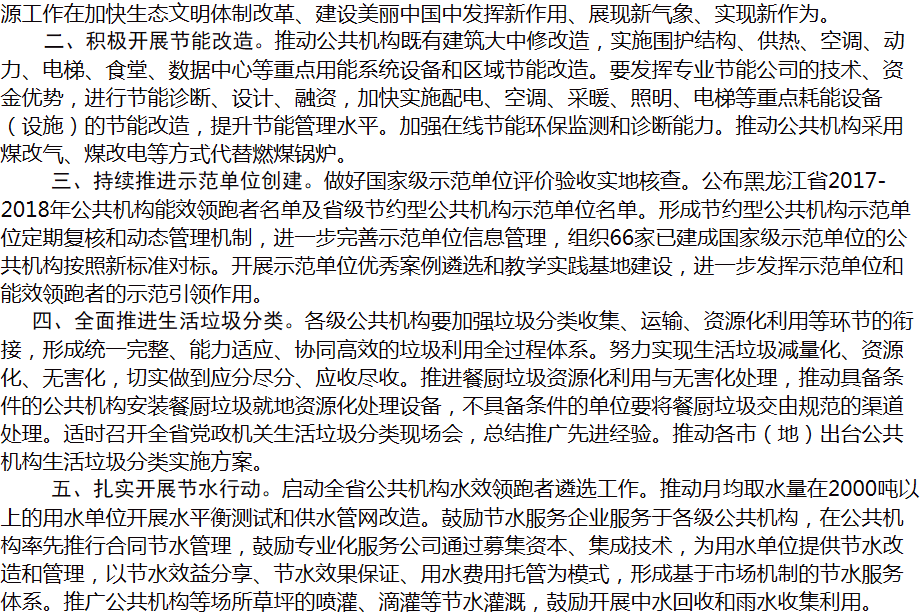 源工作在加快生态文明体制改革、建设美丽中国中发挥新作用、展现新气象、实现新作为。
二、积极开展节能改造。推动公共机构既有建筑大中修改造，实施围护结构、供热、空调、动
力、电梯、食堂、数据中心等重点用能系统设备和区域节能改造。要发挥专业节能公司的技术、资
金优势，进行节能诊断、设计、融资，加快实施配电、空调、采暖、照明、电梯等重点耗能设备
（设施）的节能改造，提升节能管理水平。加强在线节能环保监测和诊断能力。推动公共机构采用
煤改气、煤改电等方式代替燃煤锅炉。
三、持续推进示范单位创建。做好国家级示范单位评价验收实地核查。公布黑龙江省2017-
2018年公共机构能效领跑者名单及省级节约型公共机构示范单位名单。形成节约型公共机构示范单
位定期复核和动态管理机制，进一步完善示范单位信息管理，组织66家已建成国家级示范单位的公
共机构按照新标准对标。开展示范单位优秀案例遴选和教学实践基地建设，进一步发挥示范单位和
能效领跑者的示范引领作用。
四、全面推进生活垃圾分类。各级公共机构要加强垃圾分类收集、运输、资源化利用等环节的衔
接，形成统一完整、能力适应、协同高效的垃圾利用全过程体系。努力实现生活垃圾减量化、资源
化、无害化，切实做到应分尽分、应收尽收。推进餐厨垃圾资源化利用与无害化处理，推动具备条
件的公共机构安装餐厨垃圾就地资源化处理设备，不具备条件的单位要将餐厨垃圾交由规范的渠道
处理。适时召开全省党政机关生活垃圾分类现场会，总结推广先进经验。推动各市（地）出台公共
机构生活垃圾分类实施方案。
五、扎实开展节水行动。启动全省公共机构水效领跑者遴选工作。推动月均取水量在2000吨以
上的用水单位开展水平衡测试和供水管网改造。鼓励节水服务企业服务于各级公共机构，在公共机
构率先推行合同节水管理，鼓励专业化服务公司通过募集资本、集成技术，为用水单位提供节水改
造和管理，以节水效益分享、节水效果保证、用水费用托管为模式，形成基于市场机制的节水服务
体系。推广公共机构等场所草坪的喷灌、滴灌等节水灌溉，鼓励开展中水回收和雨水收集利用。